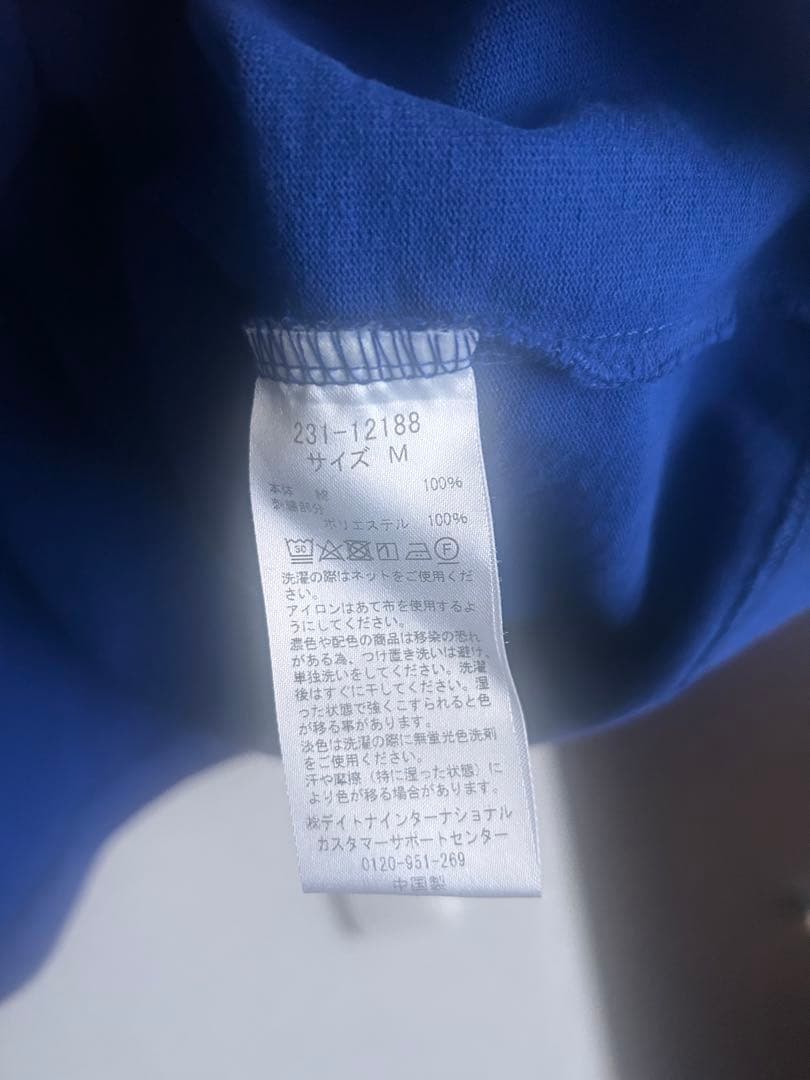 231-12188
サイズ M
本体 綿 100%
刺繍部分
ポリエステル 100%
30 F
洗濯の際はネットをご使用くだ
さい。
アイロンはあて布を使用するよ
うにしてください。
濃色や配色の商品は移染の恐れ
がある為、つけ置き洗いは避け、
単独洗いをしてください。洗濯
後はすぐに干してください。湿
った状態で強くこすられると色
が移る事があります。
淡色は洗濯の際に無蛍光色洗剤
をご使用ください。
汗や摩擦（特に湿った状態）に
より色が移る場合があります。
㈱デイトナインターナショナル
カスタマーサポートセンター
0120-951-269
中国製